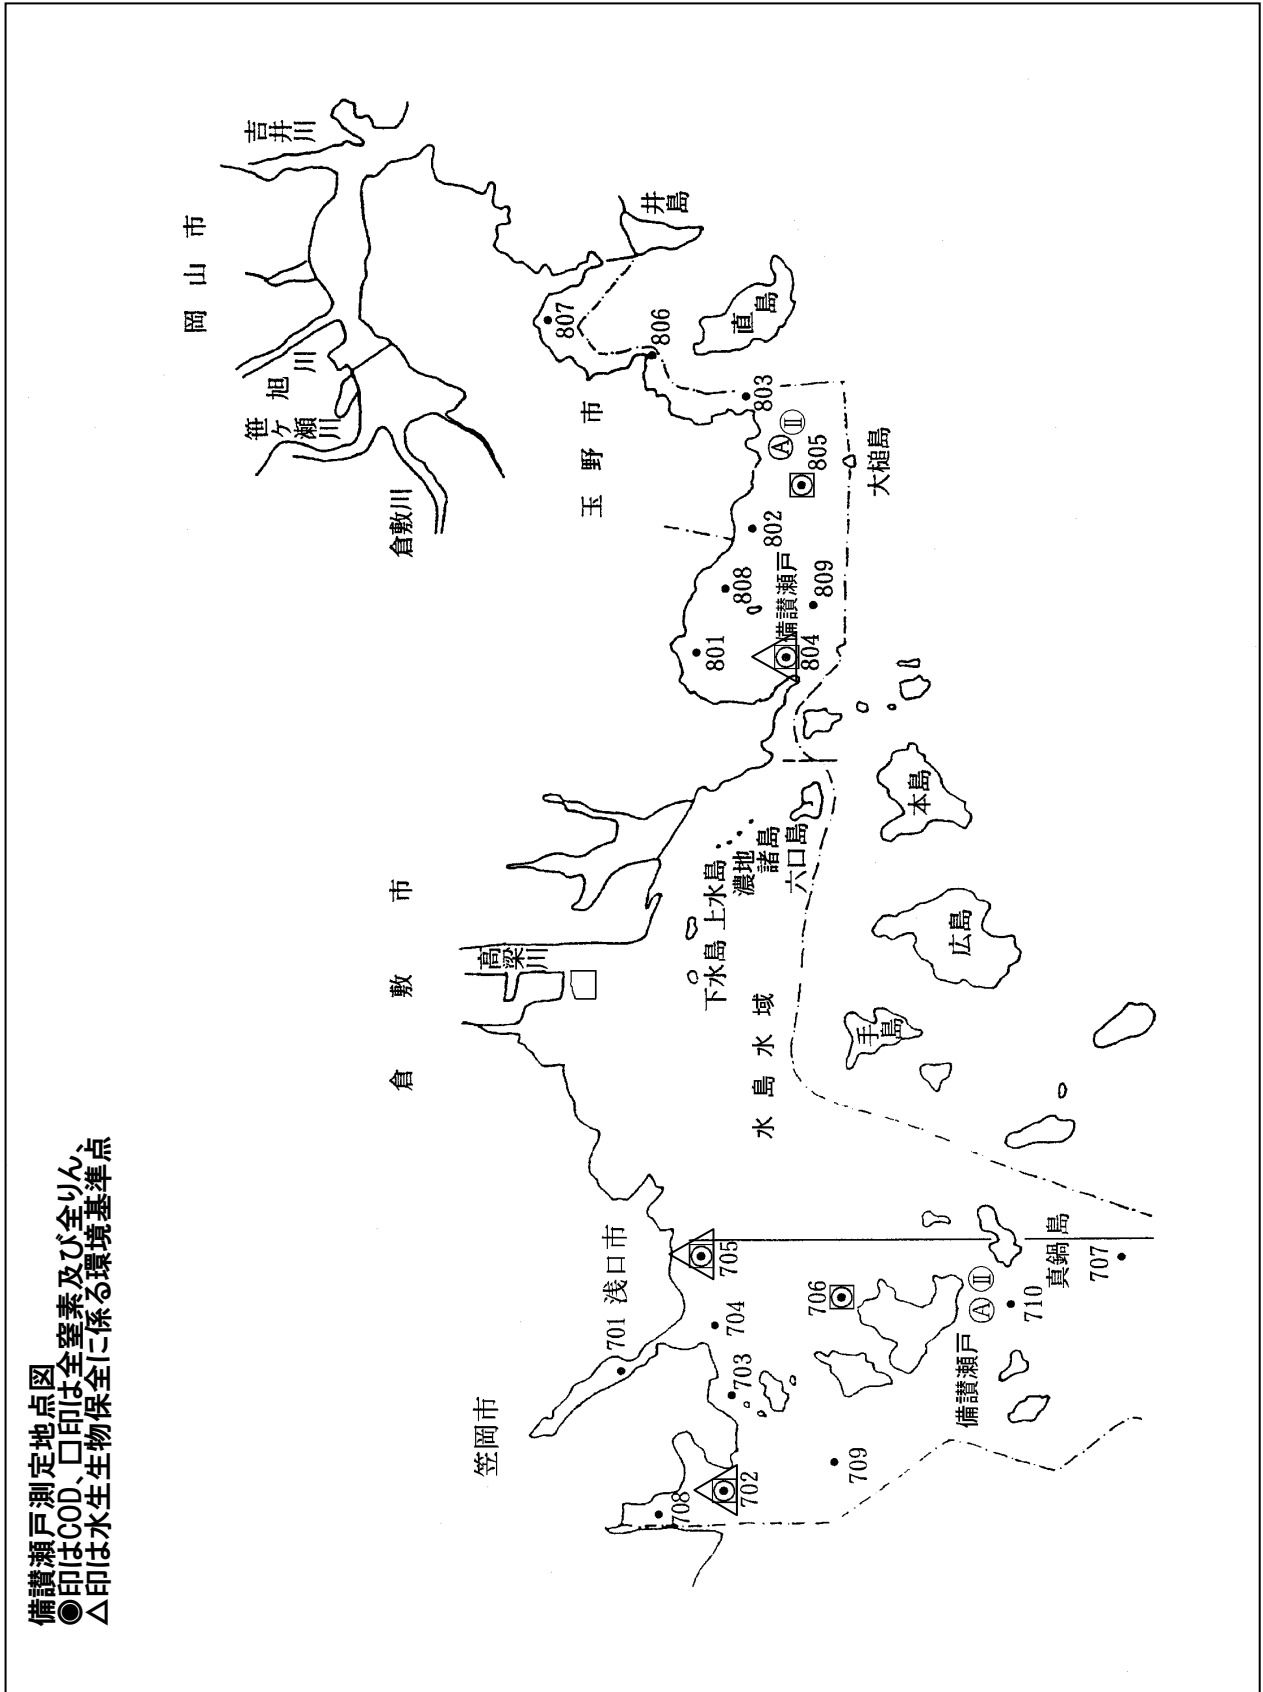 備讃瀬戸測定地点図
◉印はCOD、口印は全窒素及び全りん、
△印は水生生物保全に係る環境基準点
笠岡市
浅口市
倉敷市
玉野市
岡山市
高梁川
倉敷川
笹ヶ瀬川
旭川
吉井川
701
702
703
704
705
706
707
708
709
710
備讃瀬戸
Ⓐ Ⅱ
真鍋島
水島水域
下水島
上水島
濃地諸島
六口島
手島
広島
本島
801
808
802
備讃瀬戸
804
809
805
Ⓐ Ⅱ
803
806
807
大槌島
直島
井島